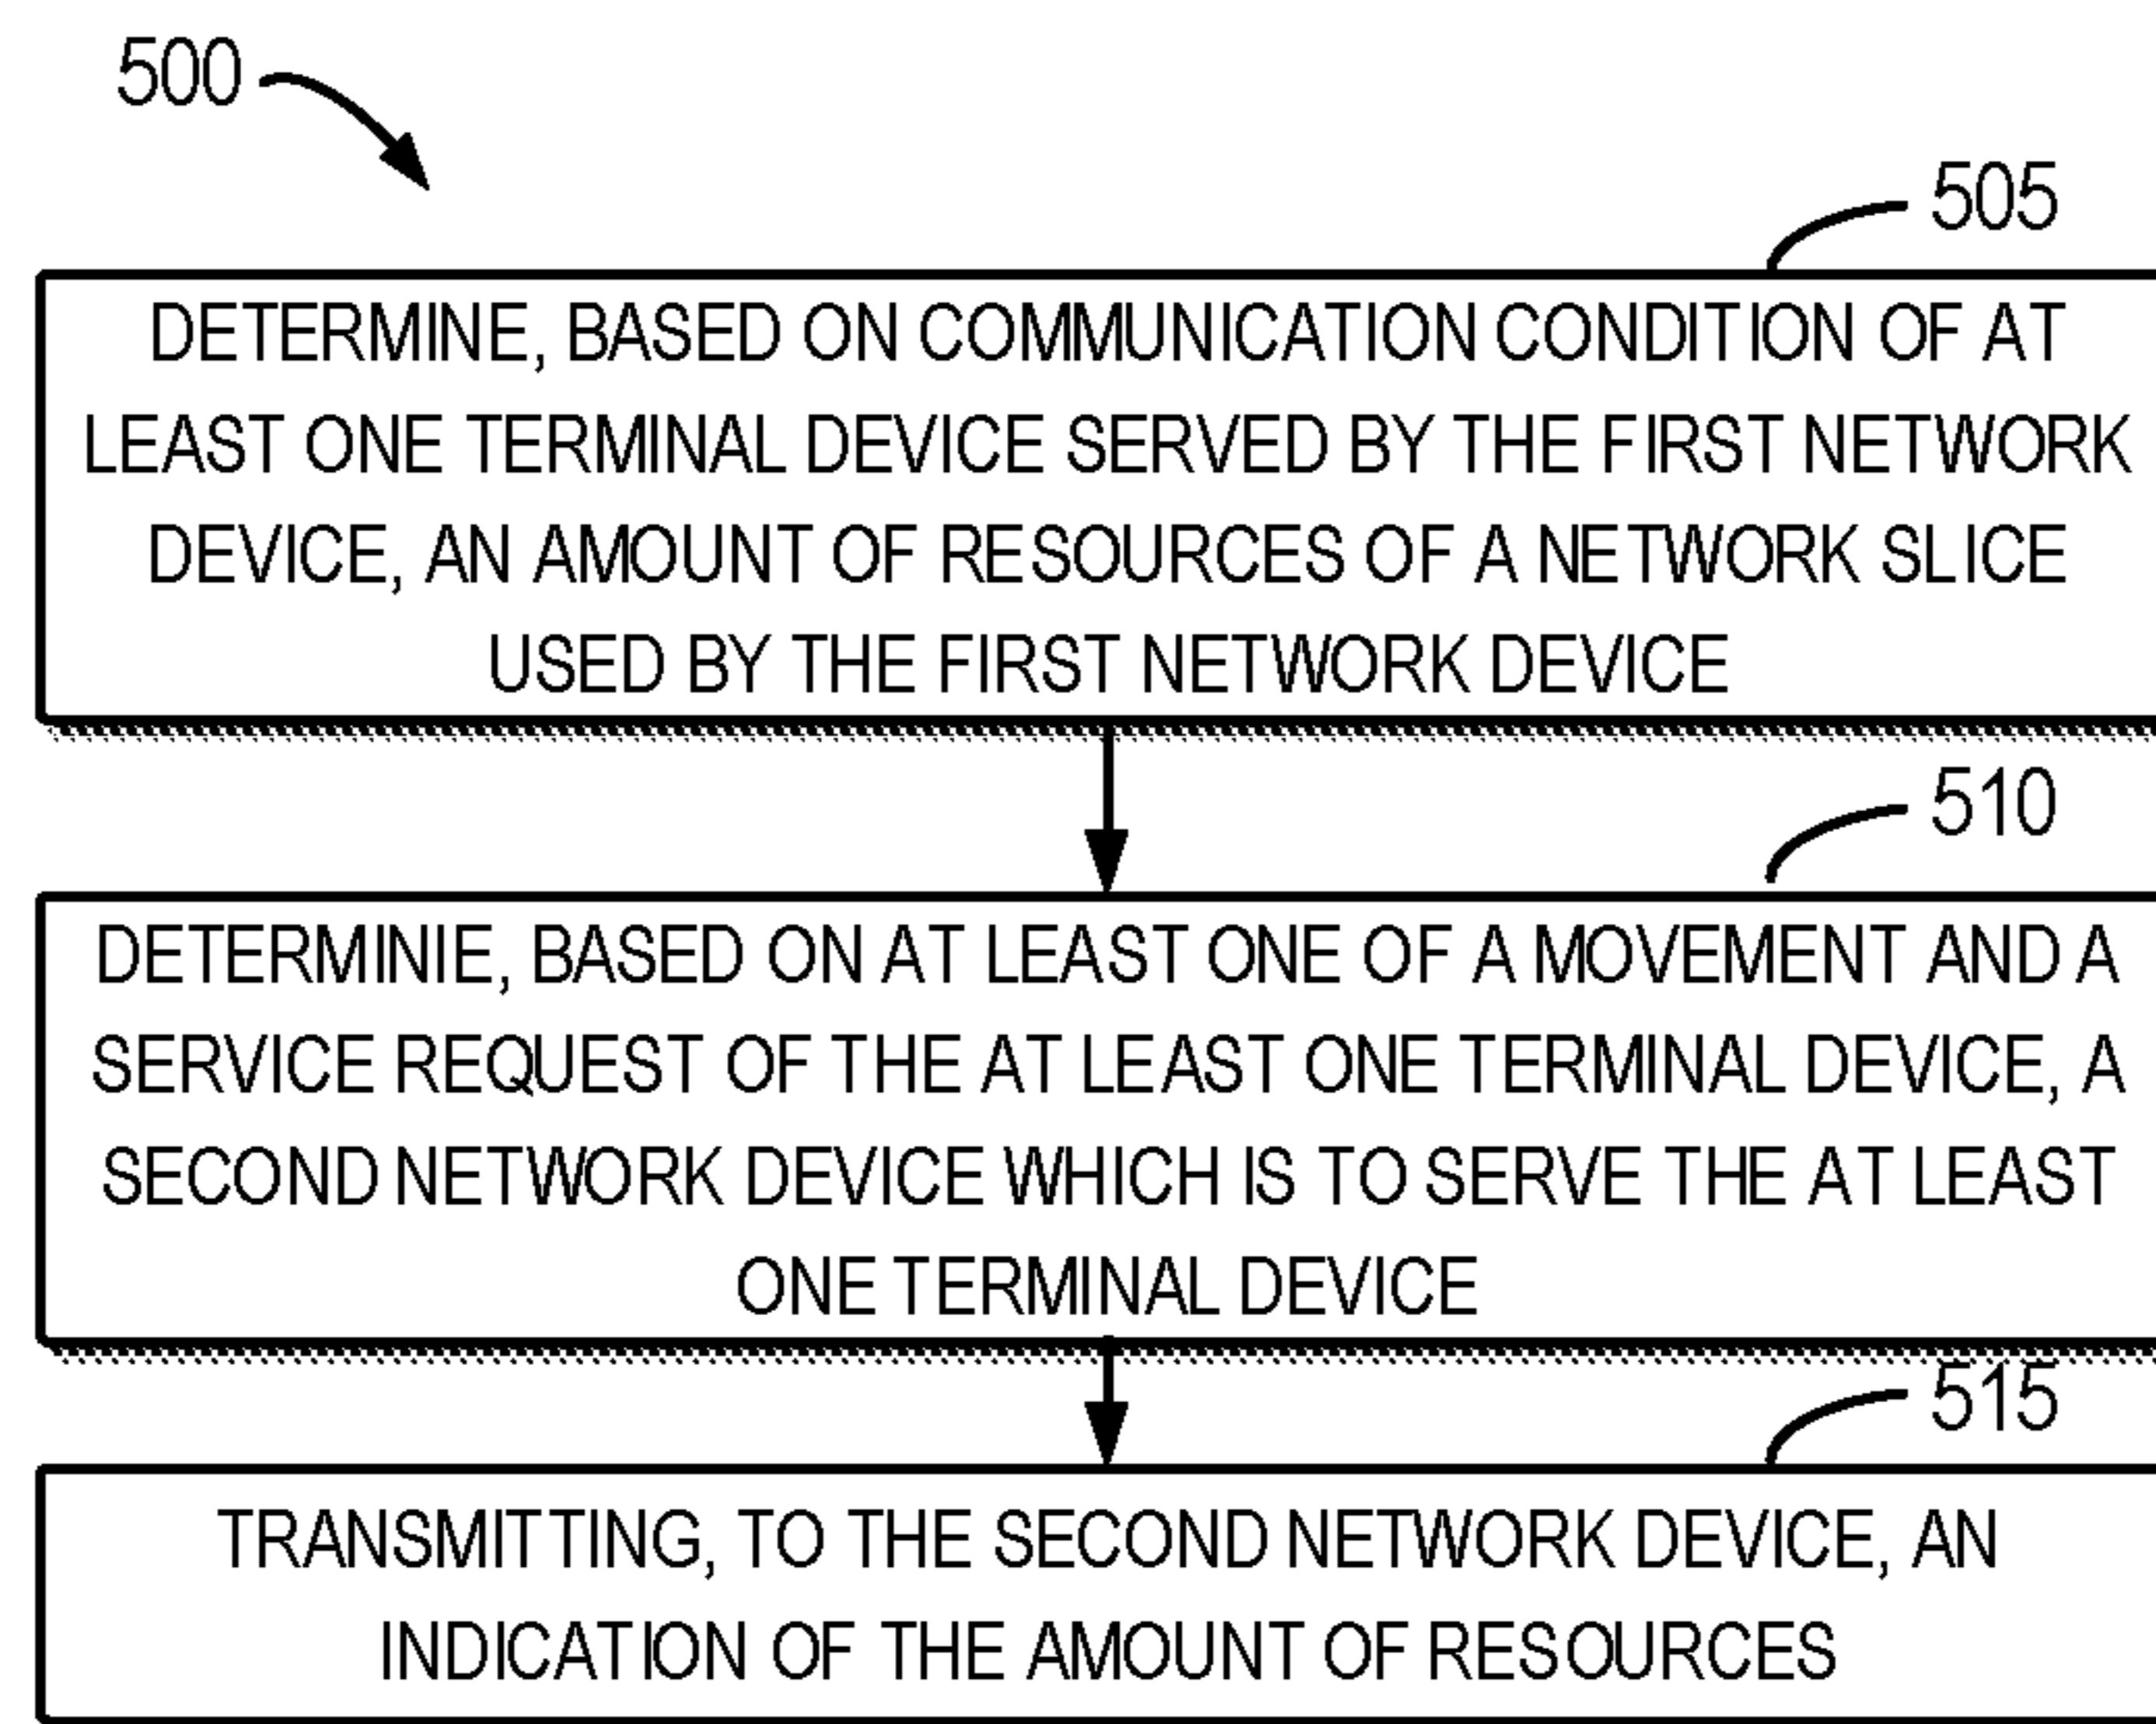 500
505
DETERMINE, BASED ON COMMUNICATION CONDITION OF AT
LEAST ONE TERMINAL DEVICE SERVED BY THE FIRST NETWORK
DEVICE, AN AMOUNT OF RESOURCES OF A NETWORK SLICE
USED BY THE FIRST NETWORK DEVICE
510
DETERMINIE, BASED ON AT LEAST ONE OF A MOVEMENT AND A
SERVICE REQUEST OF THE AT LEAST ONE TERMINAL DEVICE, A
SECOND NETWORK DEVICE WHICH IS TO SERVE THE AT LEAST
ONE TERMINAL DEVICE
515
TRANSMITTING, TO THE SECOND NETWORK DEVICE, AN
INDICATION OF THE AMOUNT OF RESOURCES